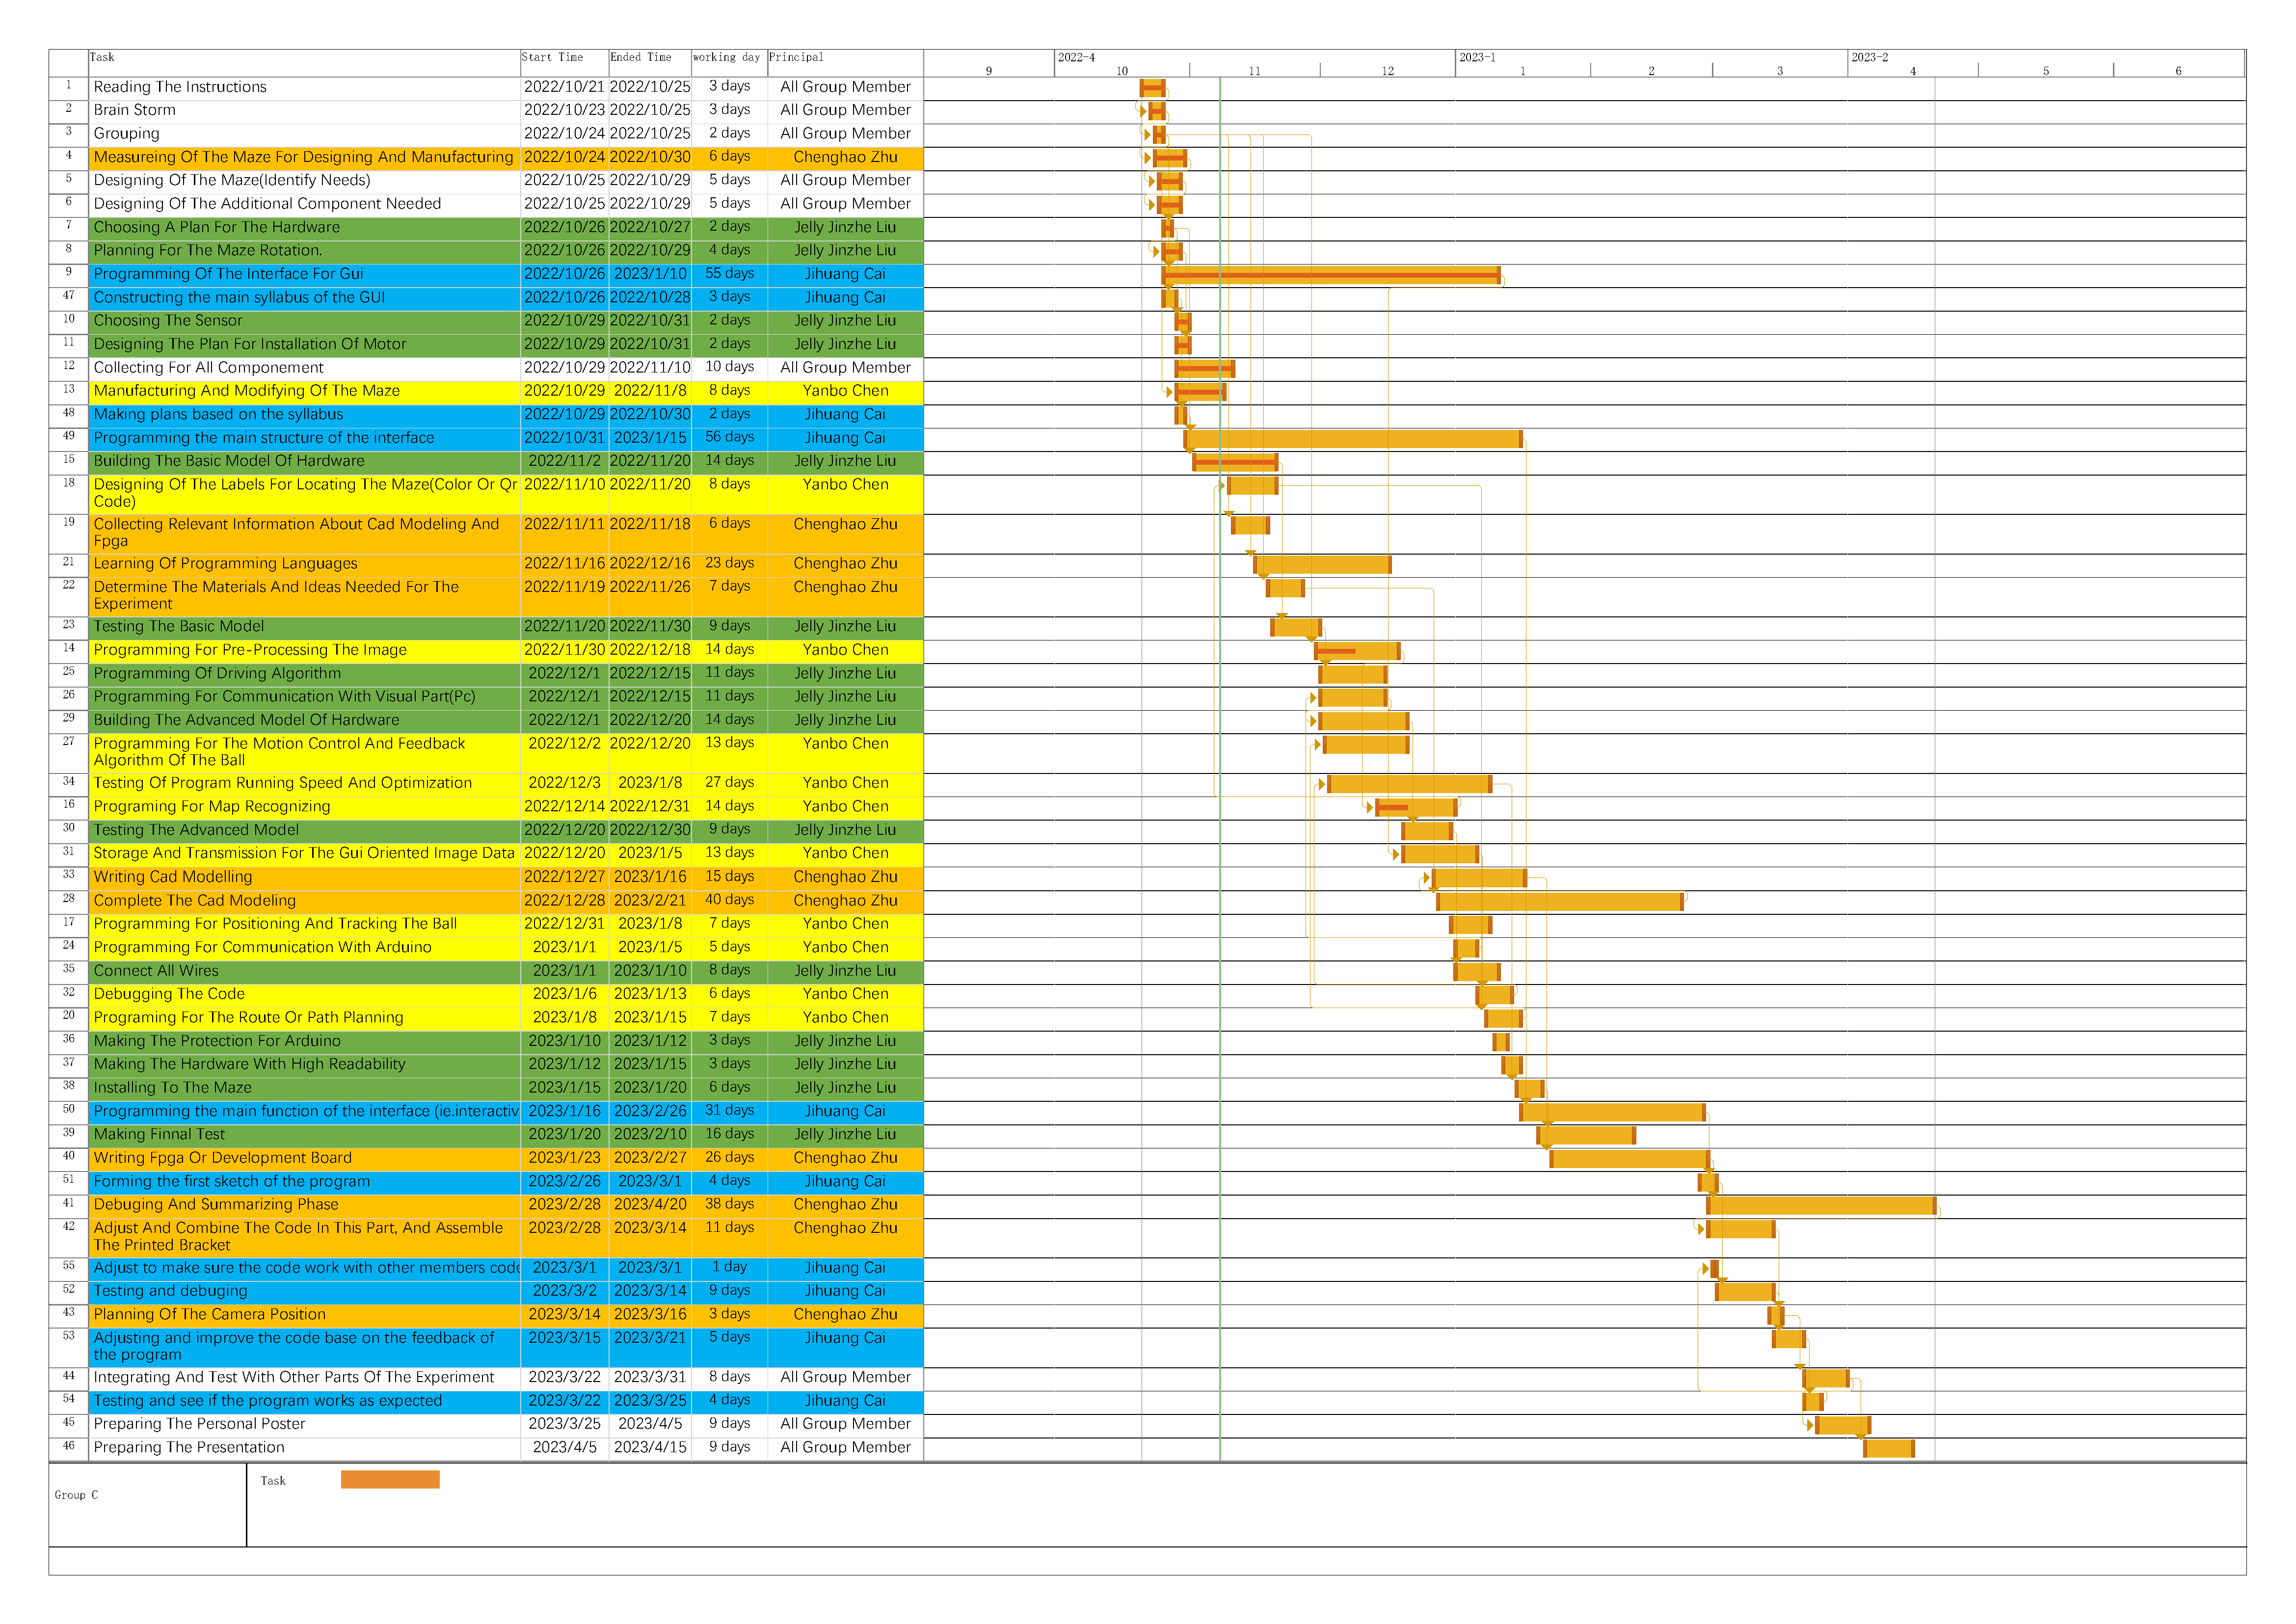 Task Start Time Ended Time working day Principal 2022-4 2023-1 2023-2
9 10 11 12 1 2 3 4 5 6
1 Reading The Instructions 2022/10/21 2022/10/25 3 days All Group Member
2 Brain Storm 2022/10/23 2022/10/25 3 days All Group Member
3 Grouping 2022/10/24 2022/10/25 2 days All Group Member
4 Measureing Of The Maze For Designing And Manufacturing 2022/10/24 2022/10/30 6 days Chenghao Zhu
5 Designing Of The Maze(Identify Needs) 2022/10/25 2022/10/29 5 days All Group Member
6 Designing Of The Additional Component Needed 2022/10/25 2022/10/29 5 days All Group Member
7 Choosing A Plan For The Hardware 2022/10/26 2022/10/27 2 days Jelly Jinzhe Liu
8 Planning For The Maze Rotation. 2022/10/26 2022/10/29 4 days Jelly Jinzhe Liu
9 Programming Of The Interface For Gui 2022/10/26 2023/1/10 55 days Jihuang Cai
47 Constructing the main syllabus of the GUI 2022/10/26 2022/10/28 3 days Jihuang Cai
10 Choosing The Sensor 2022/10/29 2022/10/31 2 days Jelly Jinzhe Liu
11 Designing The Plan For Installation Of Motor 2022/10/29 2022/10/31 2 days Jelly Jinzhe Liu
12 Collecting For All Componement 2022/10/29 2022/11/10 10 days All Group Member
13 Manufacturing And Modifying Of The Maze 2022/10/29 2022/11/8 8 days Yanbo Chen
48 Making plans based on the syllabus 2022/10/29 2022/10/30 2 days Jihuang Cai
49 Programming the main structure of the interface 2022/10/31 2023/1/15 56 days Jihuang Cai
15 Building The Basic Model Of Hardware 2022/11/2 2022/11/20 14 days Jelly Jinzhe Liu
18 Designing Of The Labels For Locating The Maze(Color Or Qr 2022/11/10 2022/11/20 8 days Yanbo Chen
Code)
19 Collecting Relevant Information About Cad Modeling And 2022/11/11 2022/11/18 6 days Chenghao Zhu
Fpga
21 Learning Of Programming Languages 2022/11/16 2022/12/16 23 days Chenghao Zhu
22 Determine The Materials And Ideas Needed For The 2022/11/19 2022/11/26 7 days Chenghao Zhu
Experiment
23 Testing The Basic Model 2022/11/20 2022/11/30 9 days Jelly Jinzhe Liu
14 Programming For Pre-Processing The Image 2022/11/30 2022/12/18 14 days Yanbo Chen
25 Programming Of Driving Algorithm 2022/12/1 2022/12/15 11 days Jelly Jinzhe Liu
26 Programming For Communication With Visual Part(Pc) 2022/12/1 2022/12/15 11 days Jelly Jinzhe Liu
29 Building The Advanced Model Of Hardware 2022/12/1 2022/12/20 14 days Jelly Jinzhe Liu
27 Programming For The Motion Control And Feedback 2022/12/2 2022/12/20 13 days Yanbo Chen
Algorithm Of The Ball
34 Testing Of Program Running Speed And Optimization 2022/12/3 2023/1/8 27 days Yanbo Chen
16 Programing For Map Recognizing 2022/12/14 2022/12/31 14 days Yanbo Chen
30 Testing The Advanced Model 2022/12/20 2022/12/30 9 days Jelly Jinzhe Liu
31 Storage And Transmission For The Gui Oriented Image Data 2022/12/20 2023/1/5 13 days Yanbo Chen
33 Writing Cad Modelling 2022/12/27 2023/1/16 15 days Chenghao Zhu
28 Complete The Cad Modeling 2022/12/28 2023/2/21 40 days Chenghao Zhu
17 Programming For Positioning And Tracking The Ball 2022/12/31 2023/1/8 7 days Yanbo Chen
24 Programming For Communication With Arduino 2023/1/1 2023/1/5 5 days Yanbo Chen
35 Connect All Wires 2023/1/1 2023/1/10 8 days Jelly Jinzhe Liu
32 Debugging The Code 2023/1/6 2023/1/13 6 days Yanbo Chen
20 Programing For The Route Or Path Planning 2023/1/8 2023/1/15 7 days Yanbo Chen
36 Making The Protection For Arduino 2023/1/10 2023/1/12 3 days Jelly Jinzhe Liu
37 Making The Hardware With High Readability 2023/1/12 2023/1/15 3 days Jelly Jinzhe Liu
38 Installing To The Maze 2023/1/15 2023/1/20 6 days Jelly Jinzhe Liu
50 Programming the main function of the interface (ie.interactiv 2023/1/16 2023/2/26 31 days Jihuang Cai
39 Making Finnal Test 2023/1/20 2023/2/10 16 days Jelly Jinzhe Liu
40 Writing Fpga Or Development Board 2023/1/23 2023/2/27 26 days Chenghao Zhu
51 Forming the first sketch of the program 2023/2/26 2023/3/1 4 days Jihuang Cai
41 Debuging And Summarizing Phase 2023/2/28 2023/4/20 38 days Chenghao Zhu
42 Adjust And Combine The Code In This Part, And Assemble 2023/2/28 2023/3/14 11 days Chenghao Zhu
The Printed Bracket
55 Adjust to make sure the code work with other members code 2023/3/1 2023/3/1 1 day Jihuang Cai
52 Testing and debuging 2023/3/2 2023/3/14 9 days Jihuang Cai
43 Planning Of The Camera Position 2023/3/14 2023/3/16 3 days Chenghao Zhu
53 Adjusting and improve the code base on the feedback of 2023/3/15 2023/3/21 5 days Jihuang Cai
the program
44 Integrating And Test With Other Parts Of The Experiment 2023/3/22 2023/3/31 8 days All Group Member
54 Testing and see if the program works as expected 2023/3/22 2023/3/25 4 days Jihuang Cai
45 Preparing The Personal Poster 2023/3/25 2023/4/5 9 days All Group Member
46 Preparing The Presentation 2023/4/5 2023/4/15 9 days All Group Member
Task
Group C